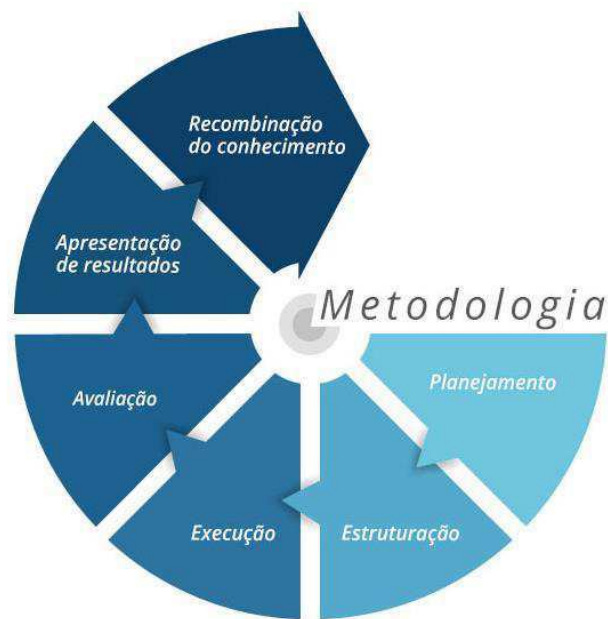 Recombinação
do conhecimento
Apresentação
de resultados
Metodologia
Planejamento
Avaliação
Execução
Estruturação